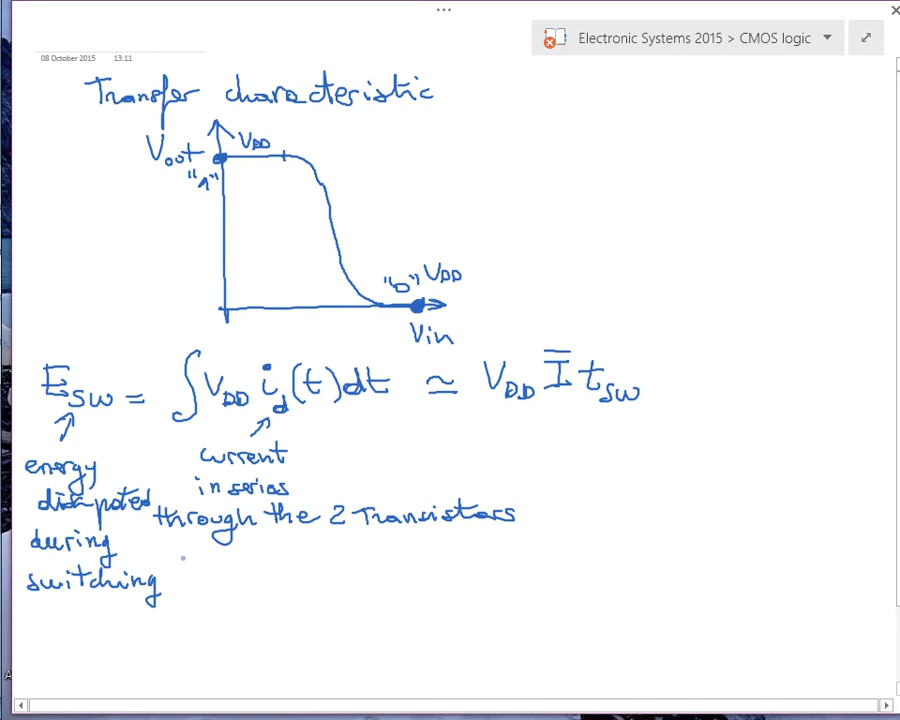 Electronic Systems 2015 > CMOS logic
08 October 2015 13:11
Transfer characteristic
Vout
VDD
"1"
"0" VDD
Vin
ESW = ∫VDD id(t)dt ≃ VDD I̅ tSW
energy
dissipated
during
switching
current
in series
through the 2 Transistors